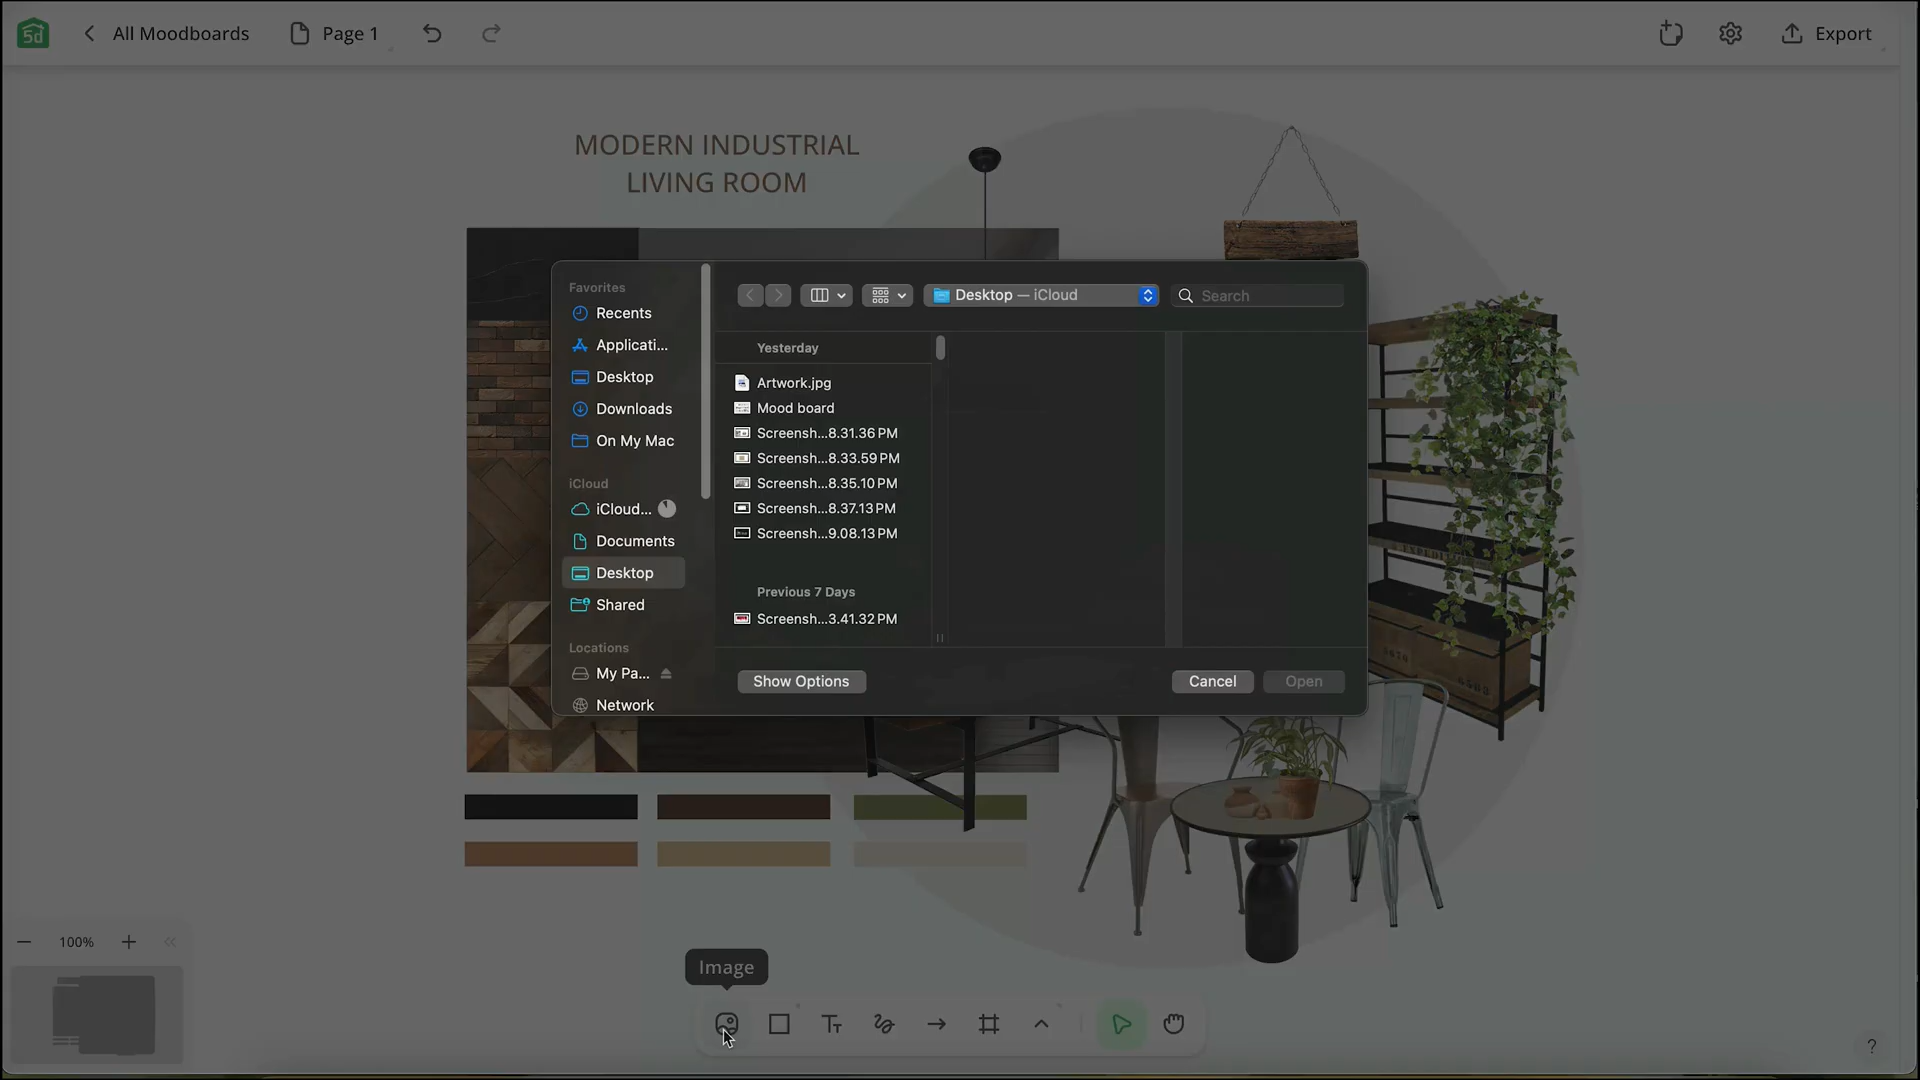 5d
All Moodboards
Page 1
Export
MODERN INDUSTRIAL
LIVING ROOM
Favorites
Recents
Applicati...
Desktop
Downloads
On My Mac
iCloud
iCloud...
Documents
Desktop
Shared
Locations
My Pa...
Network
Desktop — iCloud
Search
Yesterday
Artwork.jpg
Mood board
Screensh...8.31.36 PM
Screensh...8.33.59 PM
Screensh...8.35.10 PM
Screensh...8.37.13 PM
Screensh...9.08.13 PM
Previous 7 Days
Screensh...3.41.32 PM
Show Options
Cancel
Open
100%
Image
Tт
?